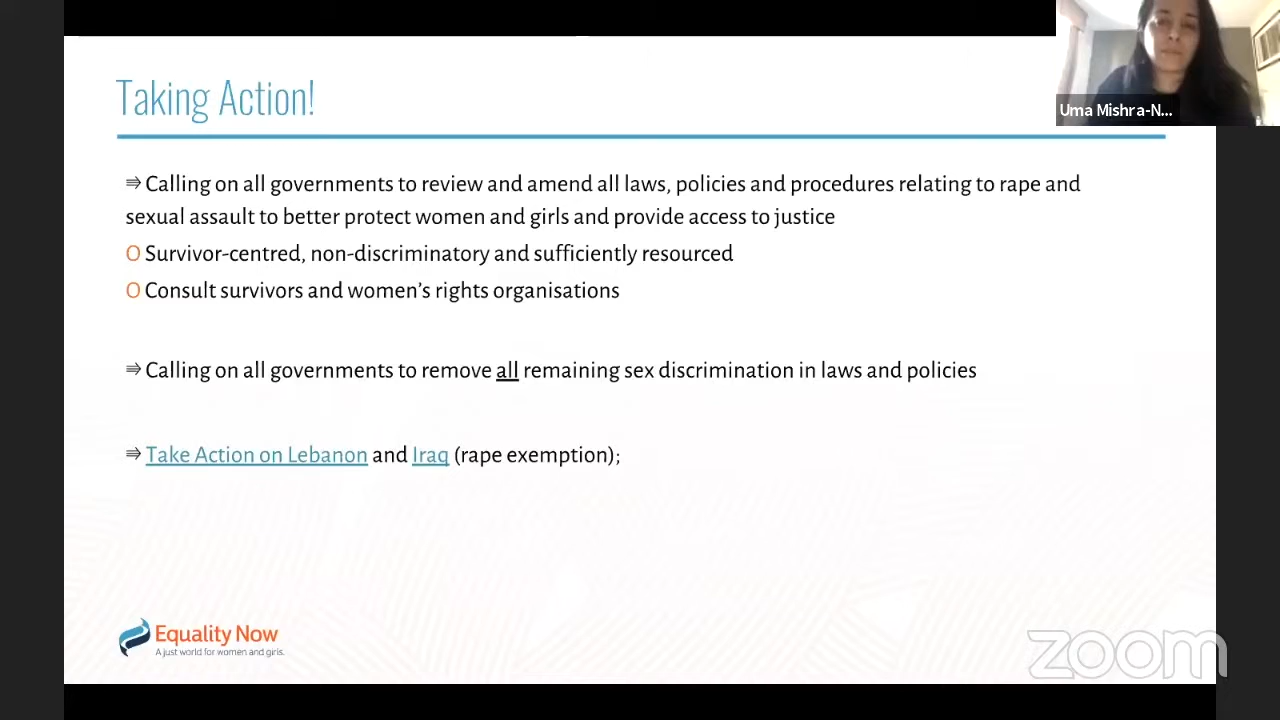 Taking Action!
Uma Mishra-N...
⇛ Calling on all governments to review and amend all laws, policies and procedures relating to rape and
sexual assault to better protect women and girls and provide access to justice
O Survivor-centred, non-discriminatory and sufficiently resourced
O Consult survivors and women’s rights organisations
⇛ Calling on all governments to remove all remaining sex discrimination in laws and policies
⇛ Take Action on Lebanon and Iraq (rape exemption);
Equality Now
A just world for women and girls.
zoom